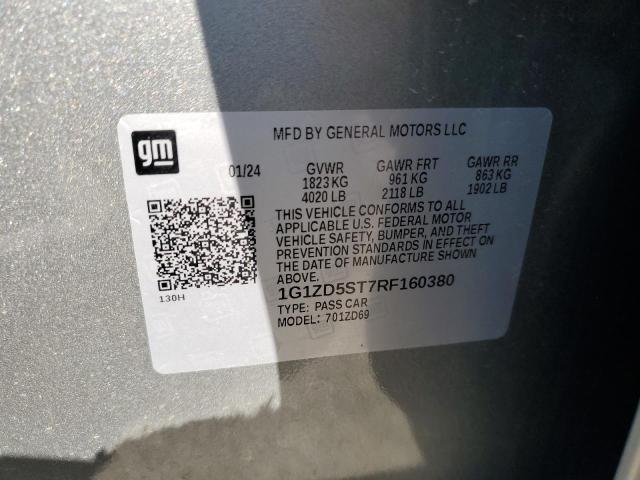 MFD BY GENERAL MOTORS LLC
gm
01/24 GVWR GAWR FRT GAWR RR
1823 KG 961 KG 863 KG
4020 LB 2118 LB 1902 LB
THIS VEHICLE CONFORMS TO ALL
APPLICABLE U.S. FEDERAL MOTOR
VEHICLE SAFETY, BUMPER, AND THEFT
PREVENTION STANDARDS IN EFFECT ON
THE DATE OF MANUFACTURE SHOWN
ABOVE.
1G1ZD5ST7RF160380
TYPE: PASS CAR
MODEL: 701ZD69
130H